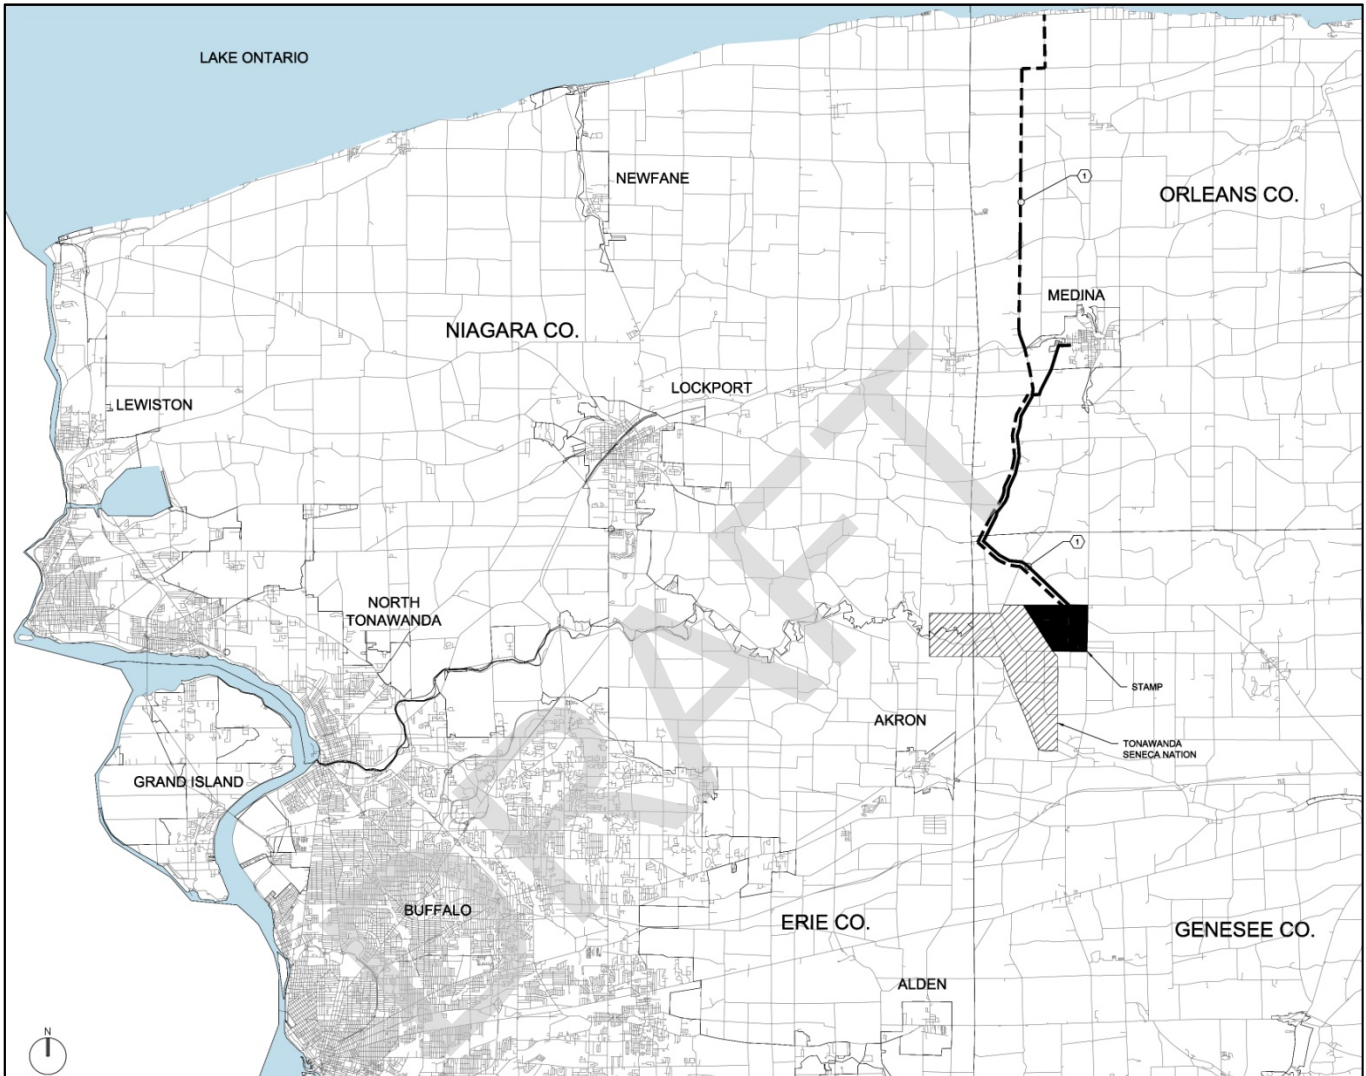 LAKE ONTARIO
1
NEWFANE
ORLEANS CO.
MEDINA
NIAGARA CO.
LOCKPORT
LEWISTON
1
NORTH
TONAWANDA
STAMP
AKRON
TONAWANDA
SENECA NATION
GRAND ISLAND
BUFFALO
ERIE CO.
GENESEE CO.
ALDEN
N
DRAFT